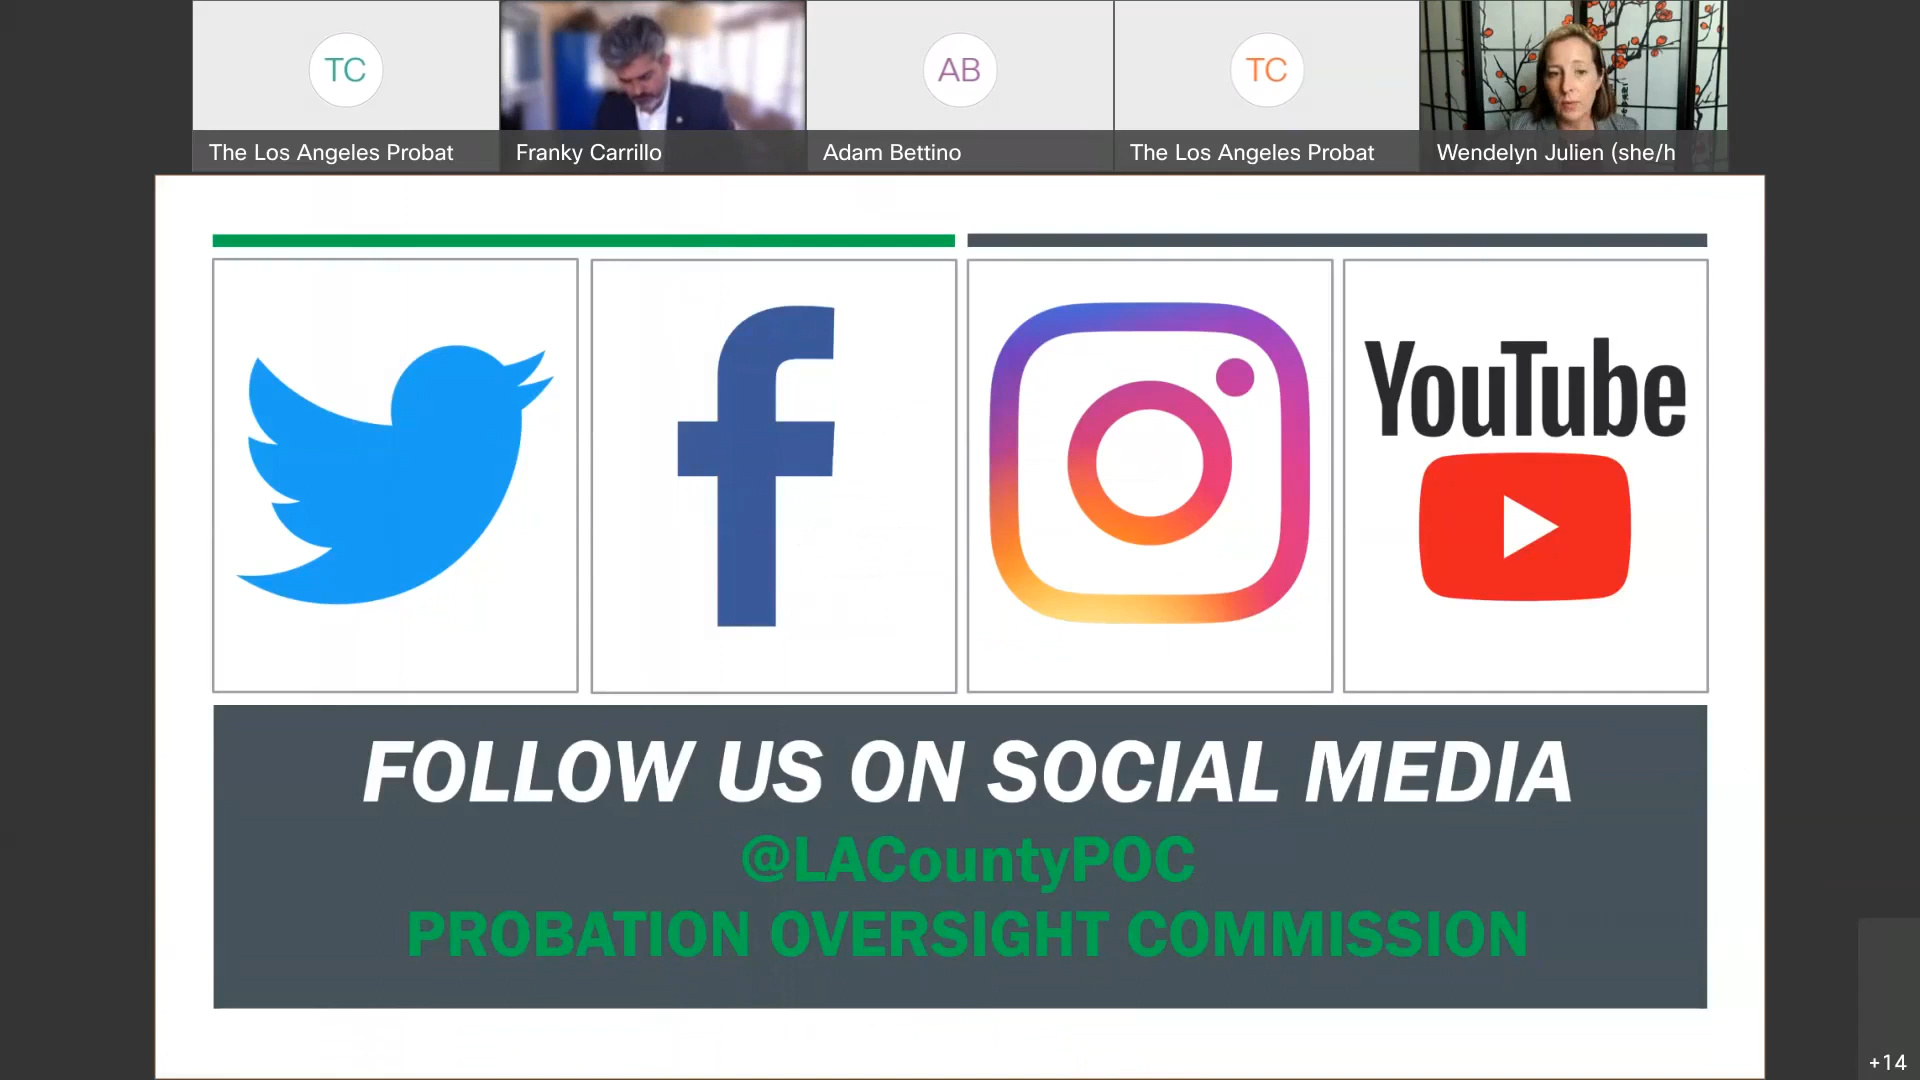 TC
AB
TC
The Los Angeles Probat
Franky Carrillo
Adam Bettino
The Los Angeles Probat
Wendelyn Julien (she/h
YouTube
FOLLOW US ON SOCIAL MEDIA
@LACountyPOC
PROBATION OVERSIGHT COMMISSION
+14